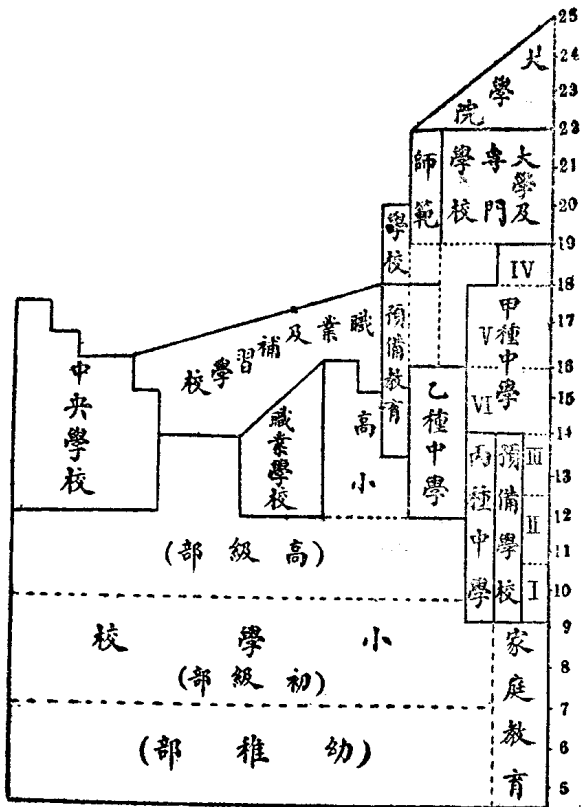 25
24
23
22
21
20
19
18
17
16
15
14
13
12
11
10
9
8
7
6
5
大學院
大學及
專門
學校
師範
學校
預備教育
IV
甲種中學
V
VI
III
II
I
預備學校
丙種中學
乙種中學
職業及補習學校
高小
職業學校
中央學校
(高級部)
小學校
(初級部)
(幼稚部)
家庭教育